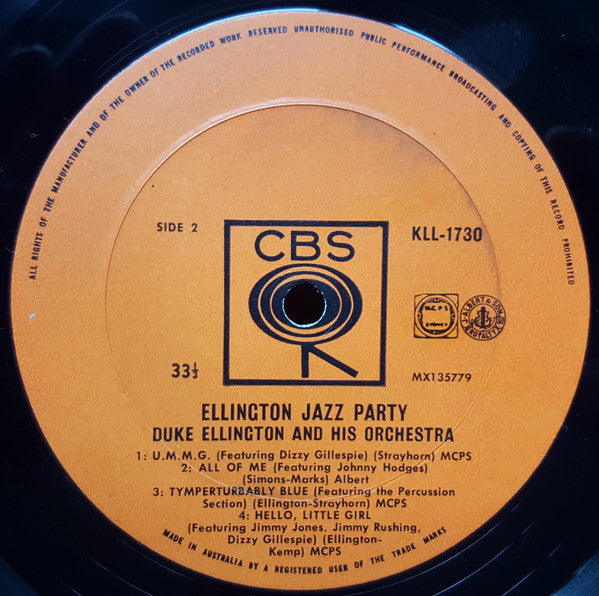 ALL RIGHTS OF THE MANUFACTURER AND OF THE OWNER OF THE RECORDED WORK RESERVED UNAUTHORISED PUBLIC PERFORMANCE BROADCASTING AND COPYING OF THIS RECORD PROHIBITED
SIDE 2
CBS
KLL-1730
M.C.P.S
J. ALBERT & SON
ROYALTY
33⅓
MX135779
ELLINGTON JAZZ PARTY
DUKE ELLINGTON AND HIS ORCHESTRA
1: U.M.M.G. (Featuring Dizzy Gillespie) (Strayhorn) MCPS
2: ALL OF ME (Featuring Johnny Hodges)
(Simons-Marks) Albert
3: TYMPERTURBABLY BLUE (Featuring the Percussion
Section) (Ellington-Strayhorn) MCPS
4: HELLO, LITTLE GIRL
(Featuring Jimmy Jones, Jimmy Rushing,
Dizzy Gillespie) (Ellington-
Kemp) MCPS
MADE IN AUSTRALIA BY A REGISTERED USER OF THE TRADE MARKS